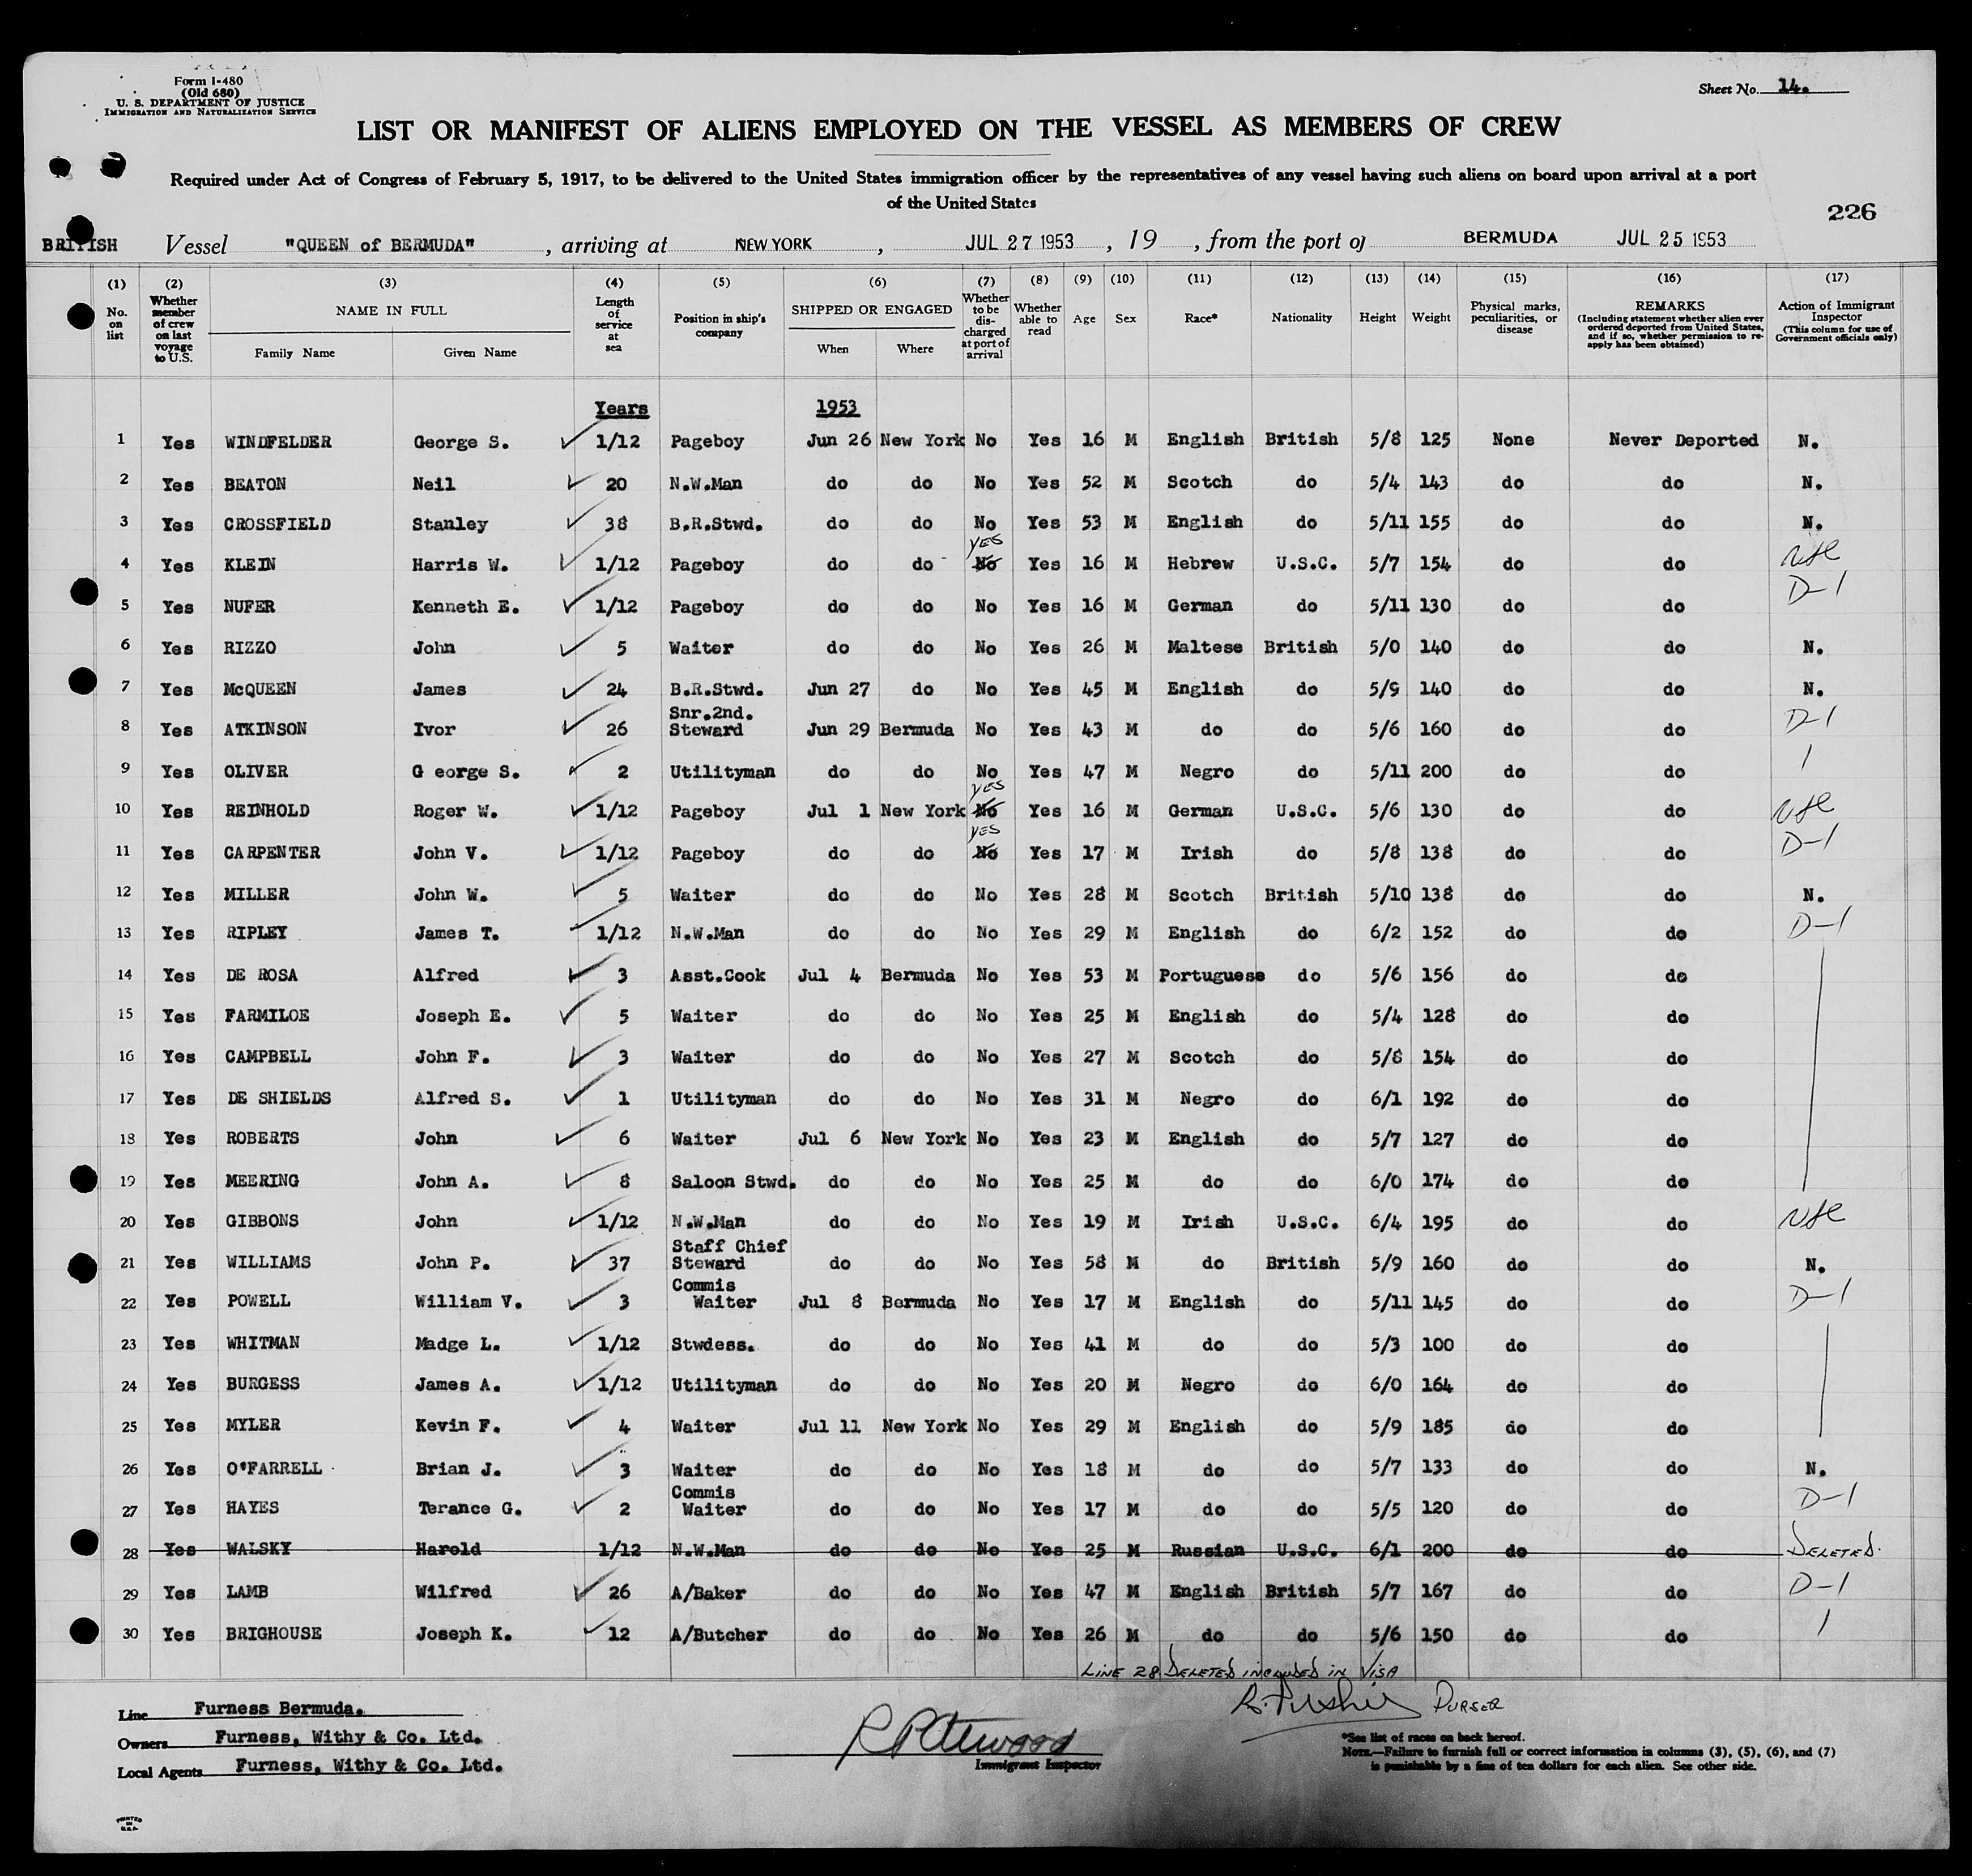 Form I-480
(Old 680)
U. S. DEPARTMENT OF JUSTICE
IMMIGRATION AND NATURALIZATION SERVICE
Sheet No. 14.
LIST OR MANIFEST OF ALIENS EMPLOYED ON THE VESSEL AS MEMBERS OF CREW
Required under Act of Congress of February 5, 1917, to be delivered to the United States immigration officer by the representatives of any vessel having such aliens on board upon arrival at a port
of the United States
226
BRITISH Vessel "QUEEN of BERMUDA", arriving at NEW YORK, JUL 27 1953, 19 , from the port of BERMUDA JUL 25 1953
(1) (2) (3) (4) (5) (6) (7) (8) (9) (10) (11) (12) (13) (14) (15) (16) (17)
No. on list Whether member of crew on last voyage to U.S. NAME IN FULL Family Name Given Name Length of service at sea Position in ship's company SHIPPED OR ENGAGED When Where Whether to be discharged at port of arrival Whether able to read Age Sex Race* Nationality Height Weight Physical marks, peculiarities, or disease REMARKS (Including statement whether alien ever ordered deported from United States, and if so, whether permission to re-apply has been obtained) Action of Immigrant Inspector (This column for use of Government officials only)
Years 1953
1 Yes WINDFELDER George S. 1/12 Pageboy Jun 26 New York No Yes 16 M English British 5/8 125 None Never Deported N.
2 Yes BEATON Neil 20 N.W.Man do do No Yes 52 M Scotch do 5/4 143 do do N.
3 Yes CROSSFIELD Stanley 38 B.R.Stwd. do do No Yes 53 M English do 5/11 155 do do N.
YES
4 Yes KLEIN Harris W. 1/12 Pageboy do do No Yes 16 M Hebrew U.S.C. 5/7 154 do do USC
D-1
5 Yes NUFER Kenneth E. 1/12 Pageboy do do No Yes 16 M German do 5/11 130 do do
6 Yes RIZZO John 5 Waiter do do No Yes 26 M Maltese British 5/0 140 do do N.
7 Yes McQUEEN James 24 B.R.Stwd. Jun 27 do No Yes 45 M English do 5/9 140 do do N.
8 Yes ATKINSON Ivor 26 Snr.2nd. Steward Jun 29 Bermuda No Yes 43 M do do 5/6 160 do do D-1
9 Yes OLIVER G eorge S. 2 Utilityman do do No Yes 47 M Negro do 5/11 200 do do
YES
10 Yes REINHOLD Roger W. 1/12 Pageboy Jul 1 New York No Yes 16 M German U.S.C. 5/6 130 do do USC
YES D-1
11 Yes CARPENTER John V. 1/12 Pageboy do do No Yes 17 M Irish do 5/8 138 do do
12 Yes MILLER John W. 5 Waiter do do No Yes 28 M Scotch British 5/10 138 do do N.
13 Yes RIPLEY James T. 1/12 N.W.Man do do No Yes 29 M English do 6/2 152 do do D-1
14 Yes DE ROSA Alfred 3 Asst.Cook Jul 4 Bermuda No Yes 53 M Portuguese do 5/6 156 do do
15 Yes FARMILOE Joseph E. 5 Waiter do do No Yes 25 M English do 5/4 128 do do
16 Yes CAMPBELL John F. 3 Waiter do do No Yes 27 M Scotch do 5/8 154 do do
17 Yes DE SHIELDS Alfred S. 1 Utilityman do do No Yes 31 M Negro do 6/1 192 do do
18 Yes ROBERTS John 6 Waiter Jul 6 New York No Yes 23 M English do 5/7 127 do do
19 Yes MEERING John A. 8 Saloon Stwd. do do No Yes 25 M do do 6/0 174 do do
20 Yes GIBBONS John 1/12 N.W.Man do do No Yes 19 M Irish U.S.C. 6/4 195 do do USC
21 Yes WILLIAMS John P. 37 Staff Chief Steward do do No Yes 58 M do British 5/9 160 do do N.
22 Yes POWELL William V. 3 Commis Waiter Jul 8 Bermuda No Yes 17 M English do 5/11 145 do do D-1
23 Yes WHITMAN Madge L. 1/12 Stwdess. do do No Yes 41 M do do 5/3 100 do do
24 Yes BURGESS James A. 1/12 Utilityman do do No Yes 20 M Negro do 6/0 164 do do
25 Yes MYLER Kevin F. 4 Waiter Jul 11 New York No Yes 29 M English do 5/9 185 do do
26 Yes O'FARRELL Brian J. 3 Waiter do do No Yes 18 M do do 5/7 133 do do N.
27 Yes HAYES Terance G. 2 Commis Waiter do do No Yes 17 M do do 5/5 120 do do D-1
28 Yes WALSKY Harold 1/12 N.W.Man do do No Yes 25 M Russian U.S.C. 6/1 200 do do DELETED.
29 Yes LAMB Wilfred 26 A/Baker do do No Yes 47 M English British 5/7 167 do do D-1
30 Yes BRIGHOUSE Joseph K. 12 A/Butcher do do No Yes 26 M do do 5/6 150 do do
LINE 28 DELETED INCLUDED IN VISA
PURSER
Line Furness Bermuda.
Owners Furness, Withy & Co. Ltd.
Local Agents Furness, Withy & Co. Ltd.
Immigrant Inspector
*See list of races on back hereof.
NOTE.—Failure to furnish full or correct information in columns (3), (5), (6), and (7)
is punishable by a fine of ten dollars for each alien. See other side.
PRINTED
IN
U.S.A.